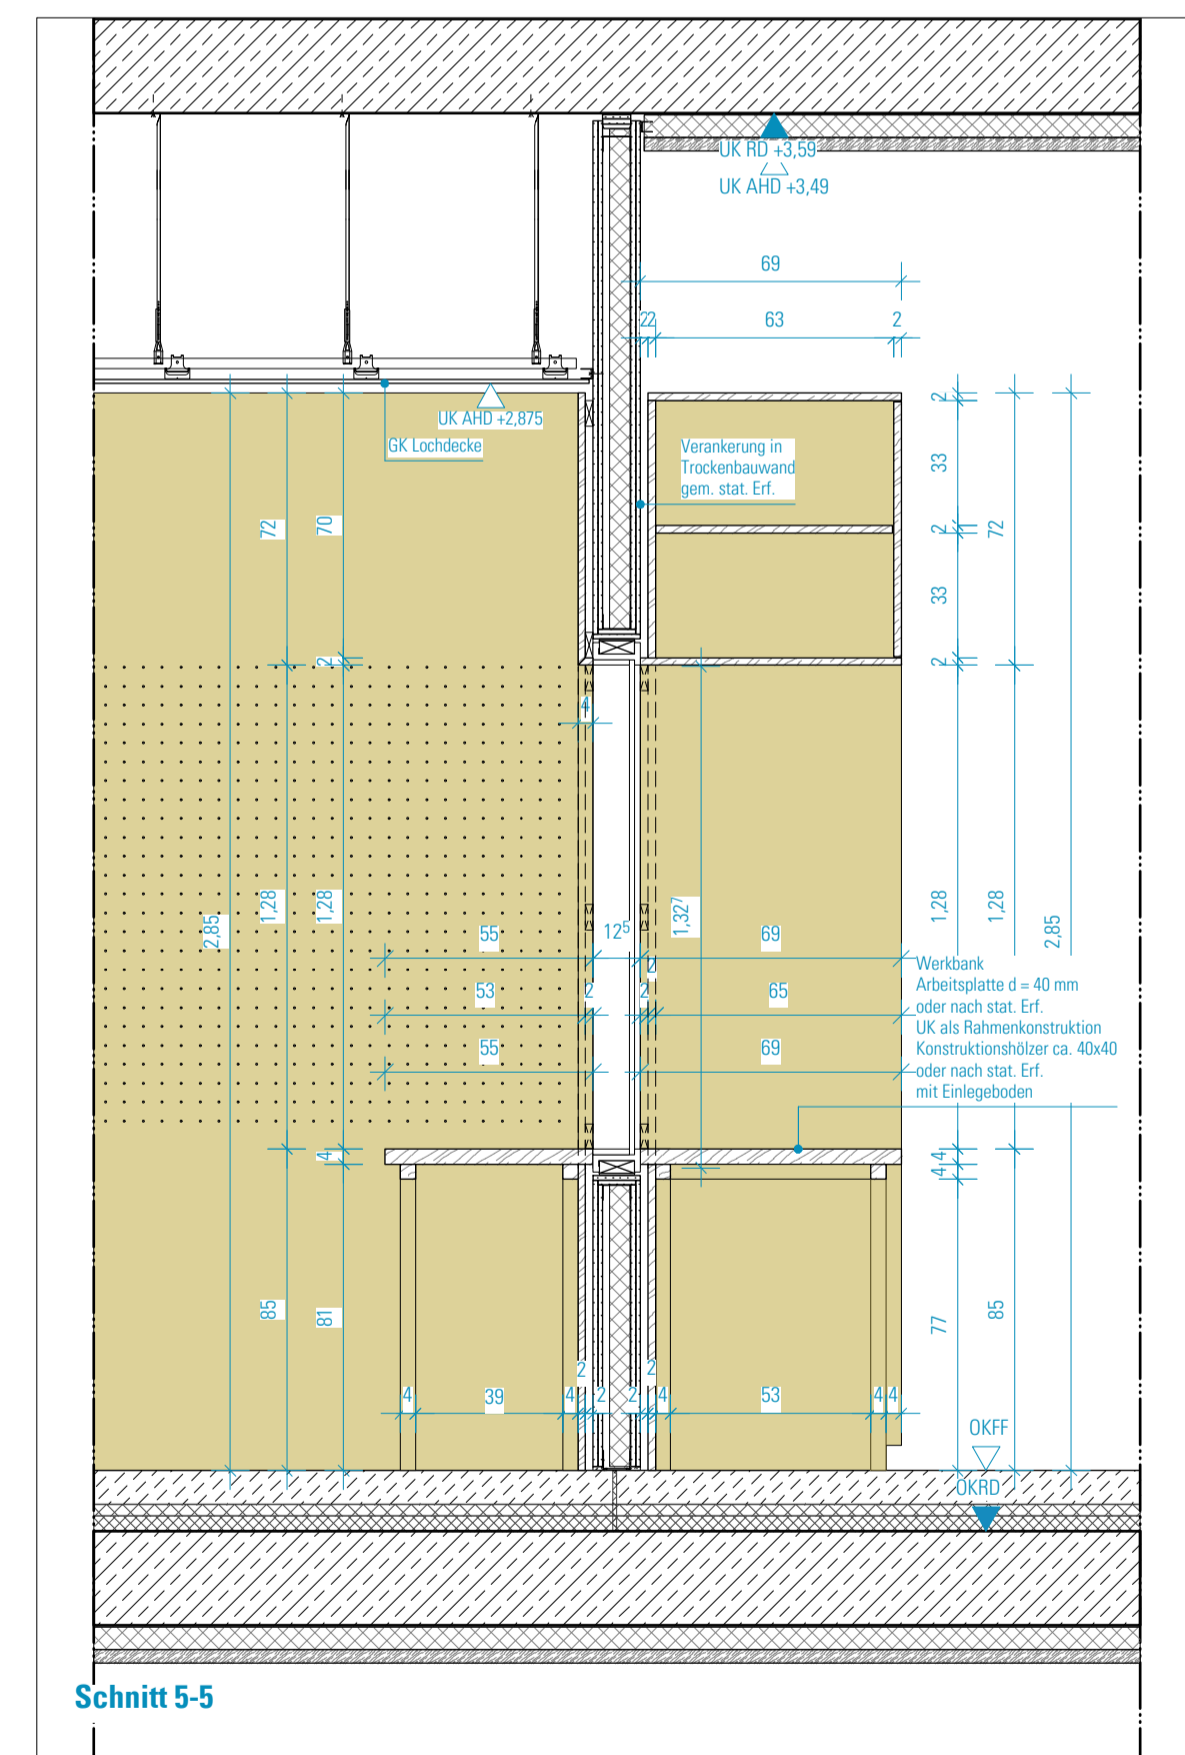 UK RD +3,59
UK AHD +3,49
69
2
2
63
2
UK AHD +2,875
GK Lochdecke
Verankerung in
Trockenbauwand
gem. stat. Erf.
2
33
2
72
33
2
72
70
2
4
2,85
1,28
1,28
1,32⁷
1,28
1,28
2,85
55
12⁵
69
53
2
2
2
65
55
69
Werkbank
Arbeitsplatte d = 40 mm
oder nach stat. Erf.
UK als Rahmenkonstruktion
Konstruktionshölzer ca. 40x40
oder nach stat. Erf.
mit Einlegeboden
4
4
4
85
81
77
85
4
39
4
2
2
2
2
4
53
4
4
OKFF
OKRD
Schnitt 5-5